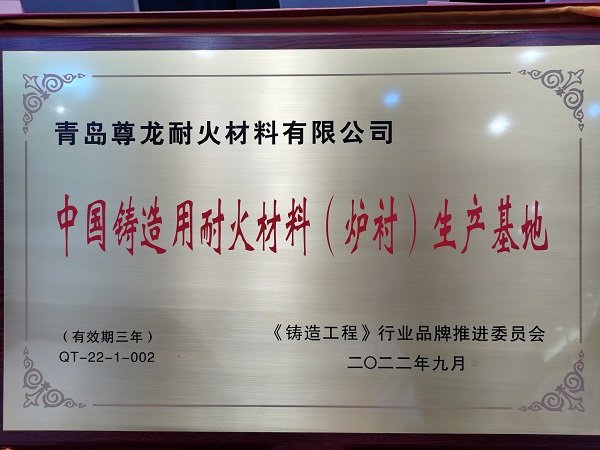 青岛尊龙耐火材料有限公司
中国铸造用耐火材料（炉衬）生产基地
（有效期三年）
QT-22-1-002
《铸造工程》行业品牌推进委员会
二〇二二年九月